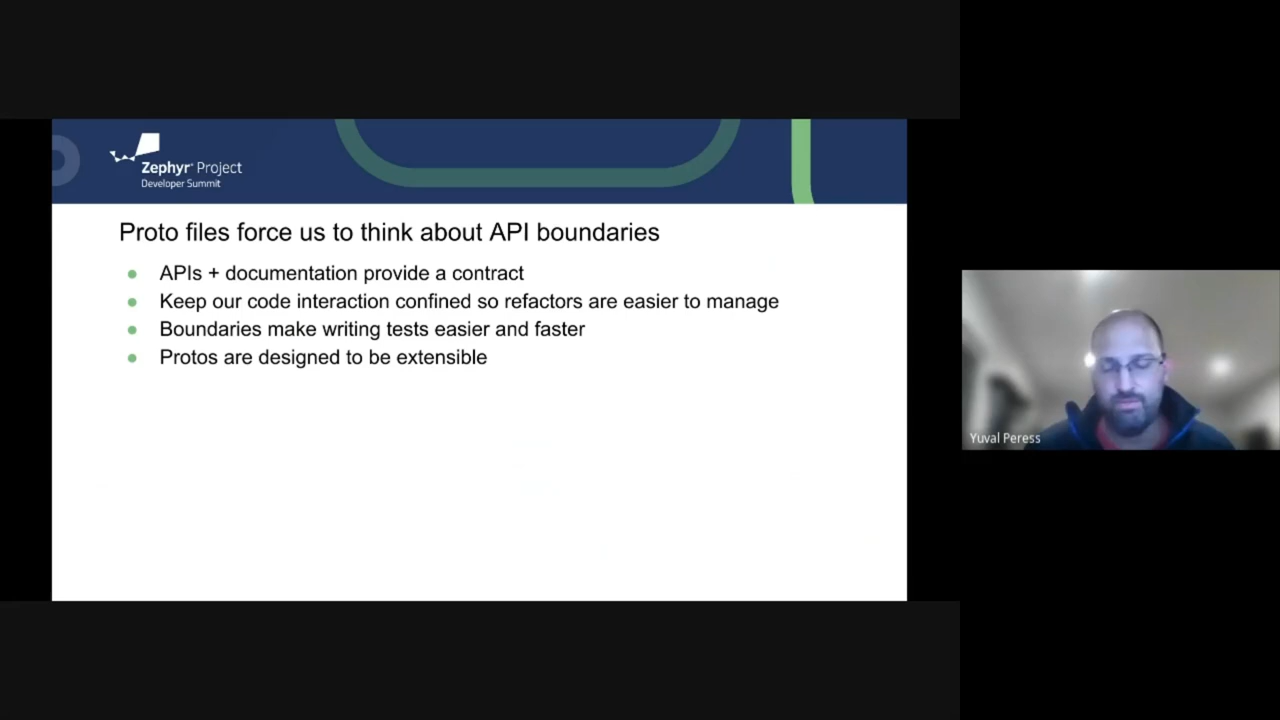 Zephyr® Project
Developer Summit
Proto files force us to think about API boundaries
APIs + documentation provide a contract
Keep our code interaction confined so refactors are easier to manage
Boundaries make writing tests easier and faster
Protos are designed to be extensible
Yuval Peress